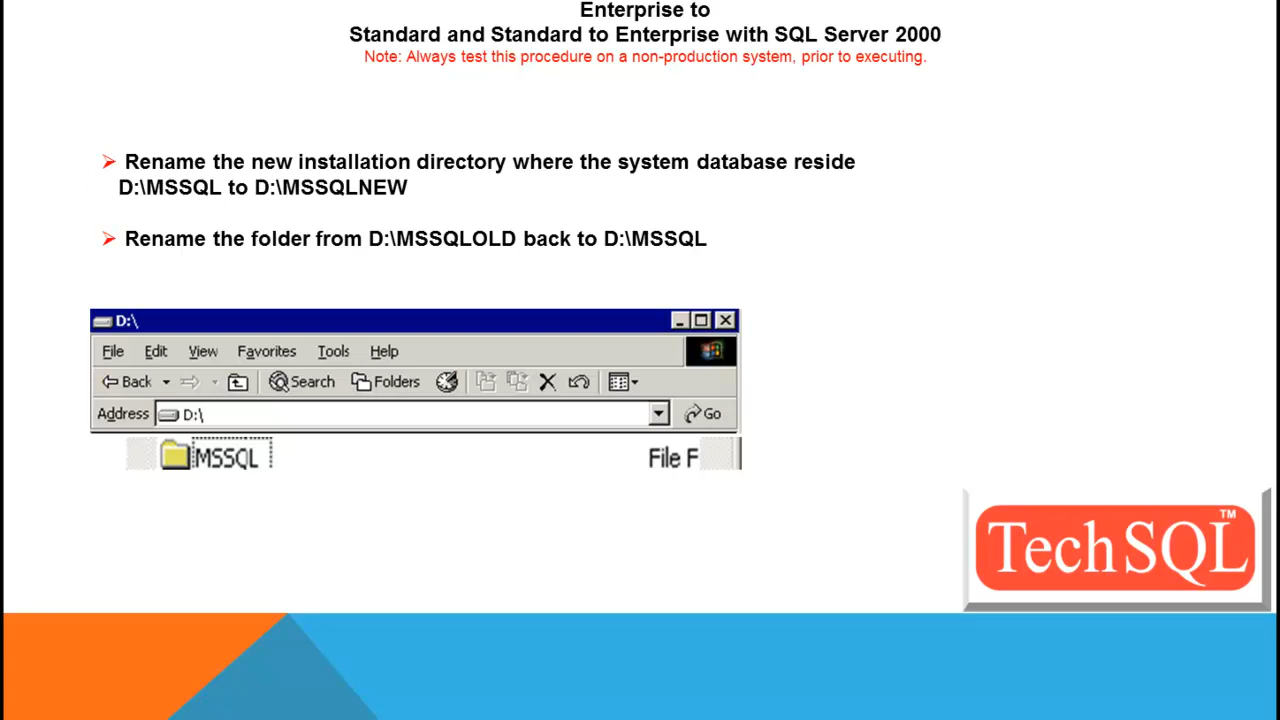 Enterprise to
Standard and Standard to Enterprise with SQL Server 2000
Note: Always test this procedure on a non-production system, prior to executing.
Rename the new installation directory where the system database reside
D:\MSSQL to D:\MSSQLNEW
Rename the folder from D:\MSSQLOLD back to D:\MSSQL
D:\
File Edit View Favorites Tools Help
Back Search Folders
Address D:\ Go
MSSQL File F
TechSQL™